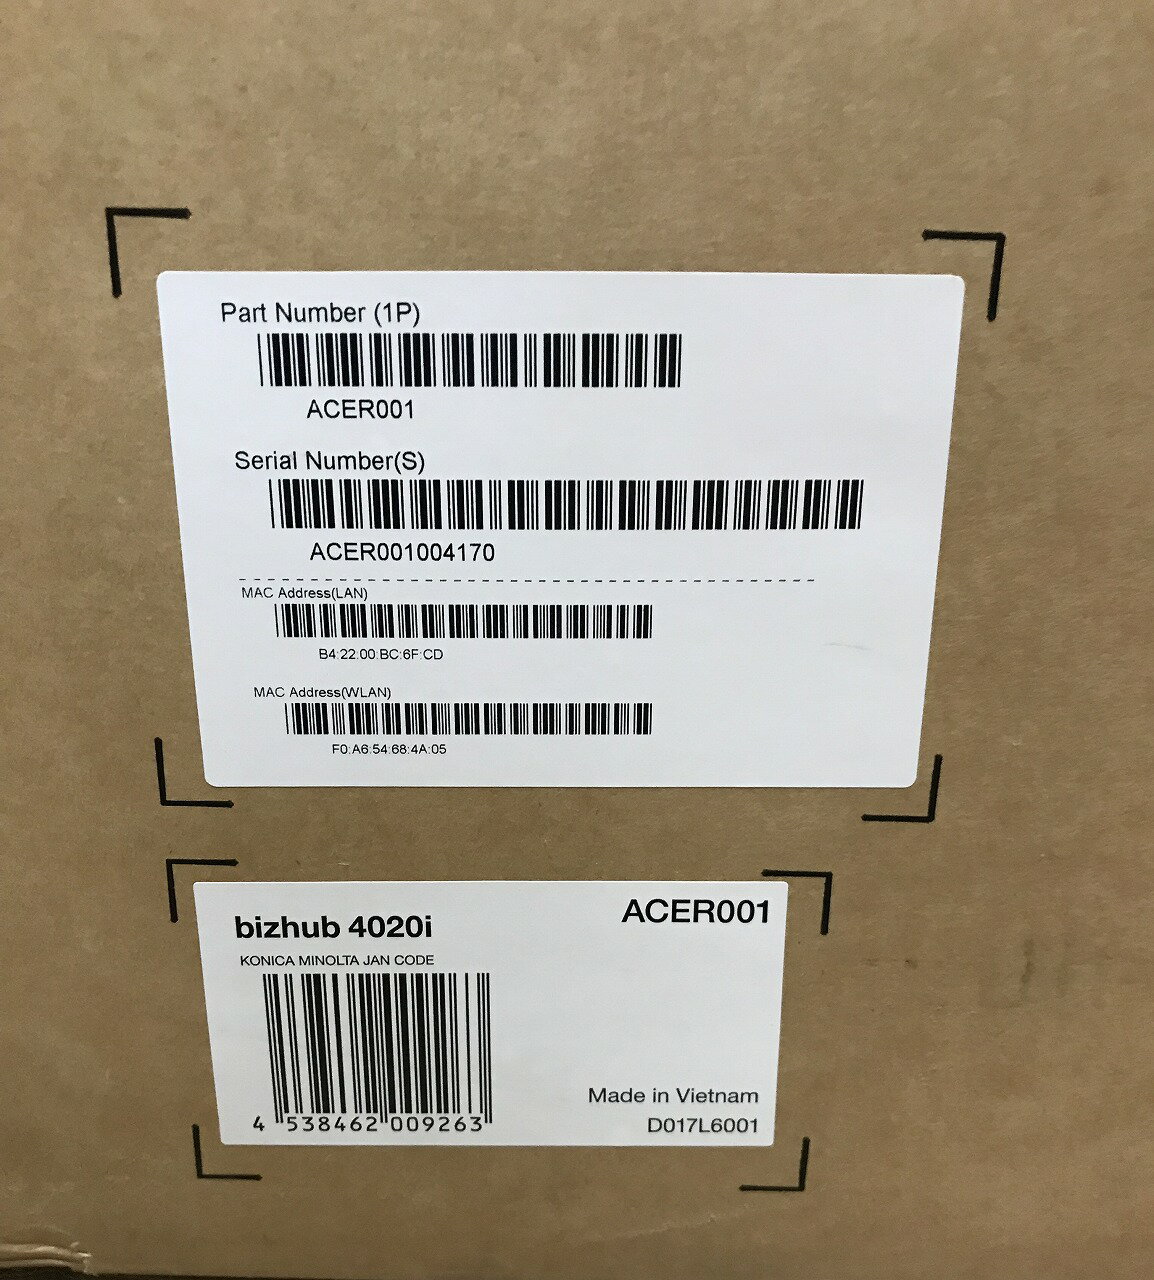 Part Number (1P)
ACER001
Serial Number(S)
ACER001004170
MAC Address(LAN)
B4:22:00:BC:6F:CD
MAC Address(WLAN)
F0:A6:54:68:4A:05
bizhub 4020i
ACER001
KONICA MINOLTA JAN CODE
4 538462 009263
Made in Vietnam
D017L6001